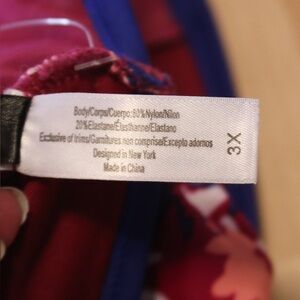 Body/Corps/Cuerpo:80%Nylon/Nilon
20%Elastane/Elasthanne/Elastano
Exclusive of trims/Garnitures non comprise/Excepto adornos
Designed in New York
Made in China
3X